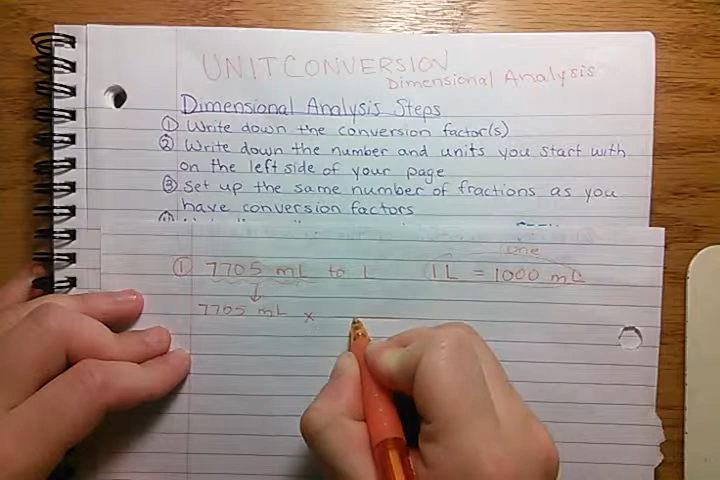 UNIT CONVERSION
Dimensional Analysis
Dimensional Analysis Steps
① Write down the conversion factor(s)
② Write down the number and units you start with
on the left side of your page
③ Set up the same number of fractions as you
have conversion factors
one
① 7705 mL to L 1L = 1000 mL
7705 mL ×